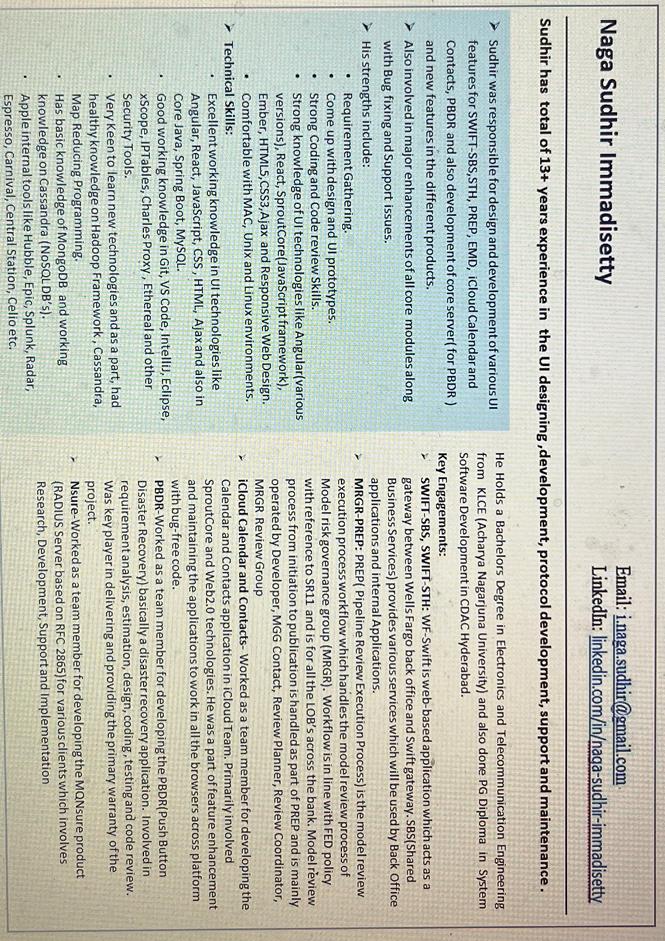 Naga Sudhir Immadisetty
Email: i.naga.sudhir@gmail.com
LinkedIn: linkedin.com/in/naga-sudhir-immadisetty
Sudhir has total of 13+ years experience in the UI designing ,development, protocol development, support and maintenance .
➢ Sudhir was responsible for design and development of various UI
features for SWIFT-SBS,STH, PREP, EMD, iCloud Calendar and
Contacts, PBDR and also development of core server( for PBDR )
and new features in the different products.
➢ Also involved in major enhancements of all core modules along
with Bug fixing and Support issues.
➢ His strengths include:
• Requirement Gathering.
• Come up with design and UI prototypes.
• Strong Coding and Code review Skills.
• Strong knowledge of UI technologies like Angular(various
versions), React, SproutCore(JavaScript framework),
Ember, HTML5,CSS3,Ajax and Responsive Web Design.
• Comfortable with MAC, Unix and Linux environments.
➢ Technical Skills:
• Excellent working knowledge in UI technologies like
Angular, React, JavaScript, CSS , HTML, Ajax and also in
Core Java, Spring Boot, MySQL.
• Good working knowledge in Git, VS Code, IntelliJ, Eclipse,
xScope, IPTables, Charles Proxy , Ethereal and other
Security Tools.
• Very Keen to learn new technologies and as a part, had
healthy knowledge on Hadoop Framework , Cassandra,
Map Reducing Programming.
• Has basic knowledge of MongoDB and working
knowledge on Cassandra (NoSQL DB's).
• Apple internal tools like Hubble, Epic, Splunk, Radar,
Espresso, Carnival, Central Station, Celio etc.
He Holds a Bachelors Degree in Electronics and Telecommunication Engineering
from KLCE (Acharya Nagarjuna University) and also done PG Diploma in System
Software Development in CDAC Hyderabad.
Key Engagements:
➢ SWIFT-SBS, SWIFT-STH: WF-Swift is web-based application which acts as a
gateway between Wells Fargo back office and Swift gateway. SBS(Shared
Business Services) provides various services which will be used by Back Office
applications and internal Applications.
➢ MRGR-PREP: PREP( Pipeline Review Execution Process) is the model review
execution process workflow which handles the model review process of
Model risk governance group (MRGR). Workflow is in line with FED policy
with reference to SR11 and is for all the LOB's across the bank. Model review
process from initiation to publication is handled as part of PREP and is mainly
operated by Developer, MGG Contact, Review Planner, Review Coordinator,
MRGR Review Group
➢ iCloud Calendar and Contacts- Worked as a team member for developing the
Calendar and Contacts application in iCloud Team. Primarily involved
SproutCore and Web2.0 technologies. He was a part of feature enhancement
and maintaining the applications to work in all the browsers across platform
with bug-free code.
➢ PBDR-Worked as a team member for developing the PBDR(Push Button
Disaster Recovery) basically a disaster recovery application. Involved in
requirement analysis, estimation, design, coding , testing and code review.
Was key player in delivering and providing the primary warranty of the
project.
➢ Nsure-Worked as a team member for developing the MQNsure product
(RADIUS Server based on RFC 2865)for various clients which involves
Research, Development, Support and Implementation